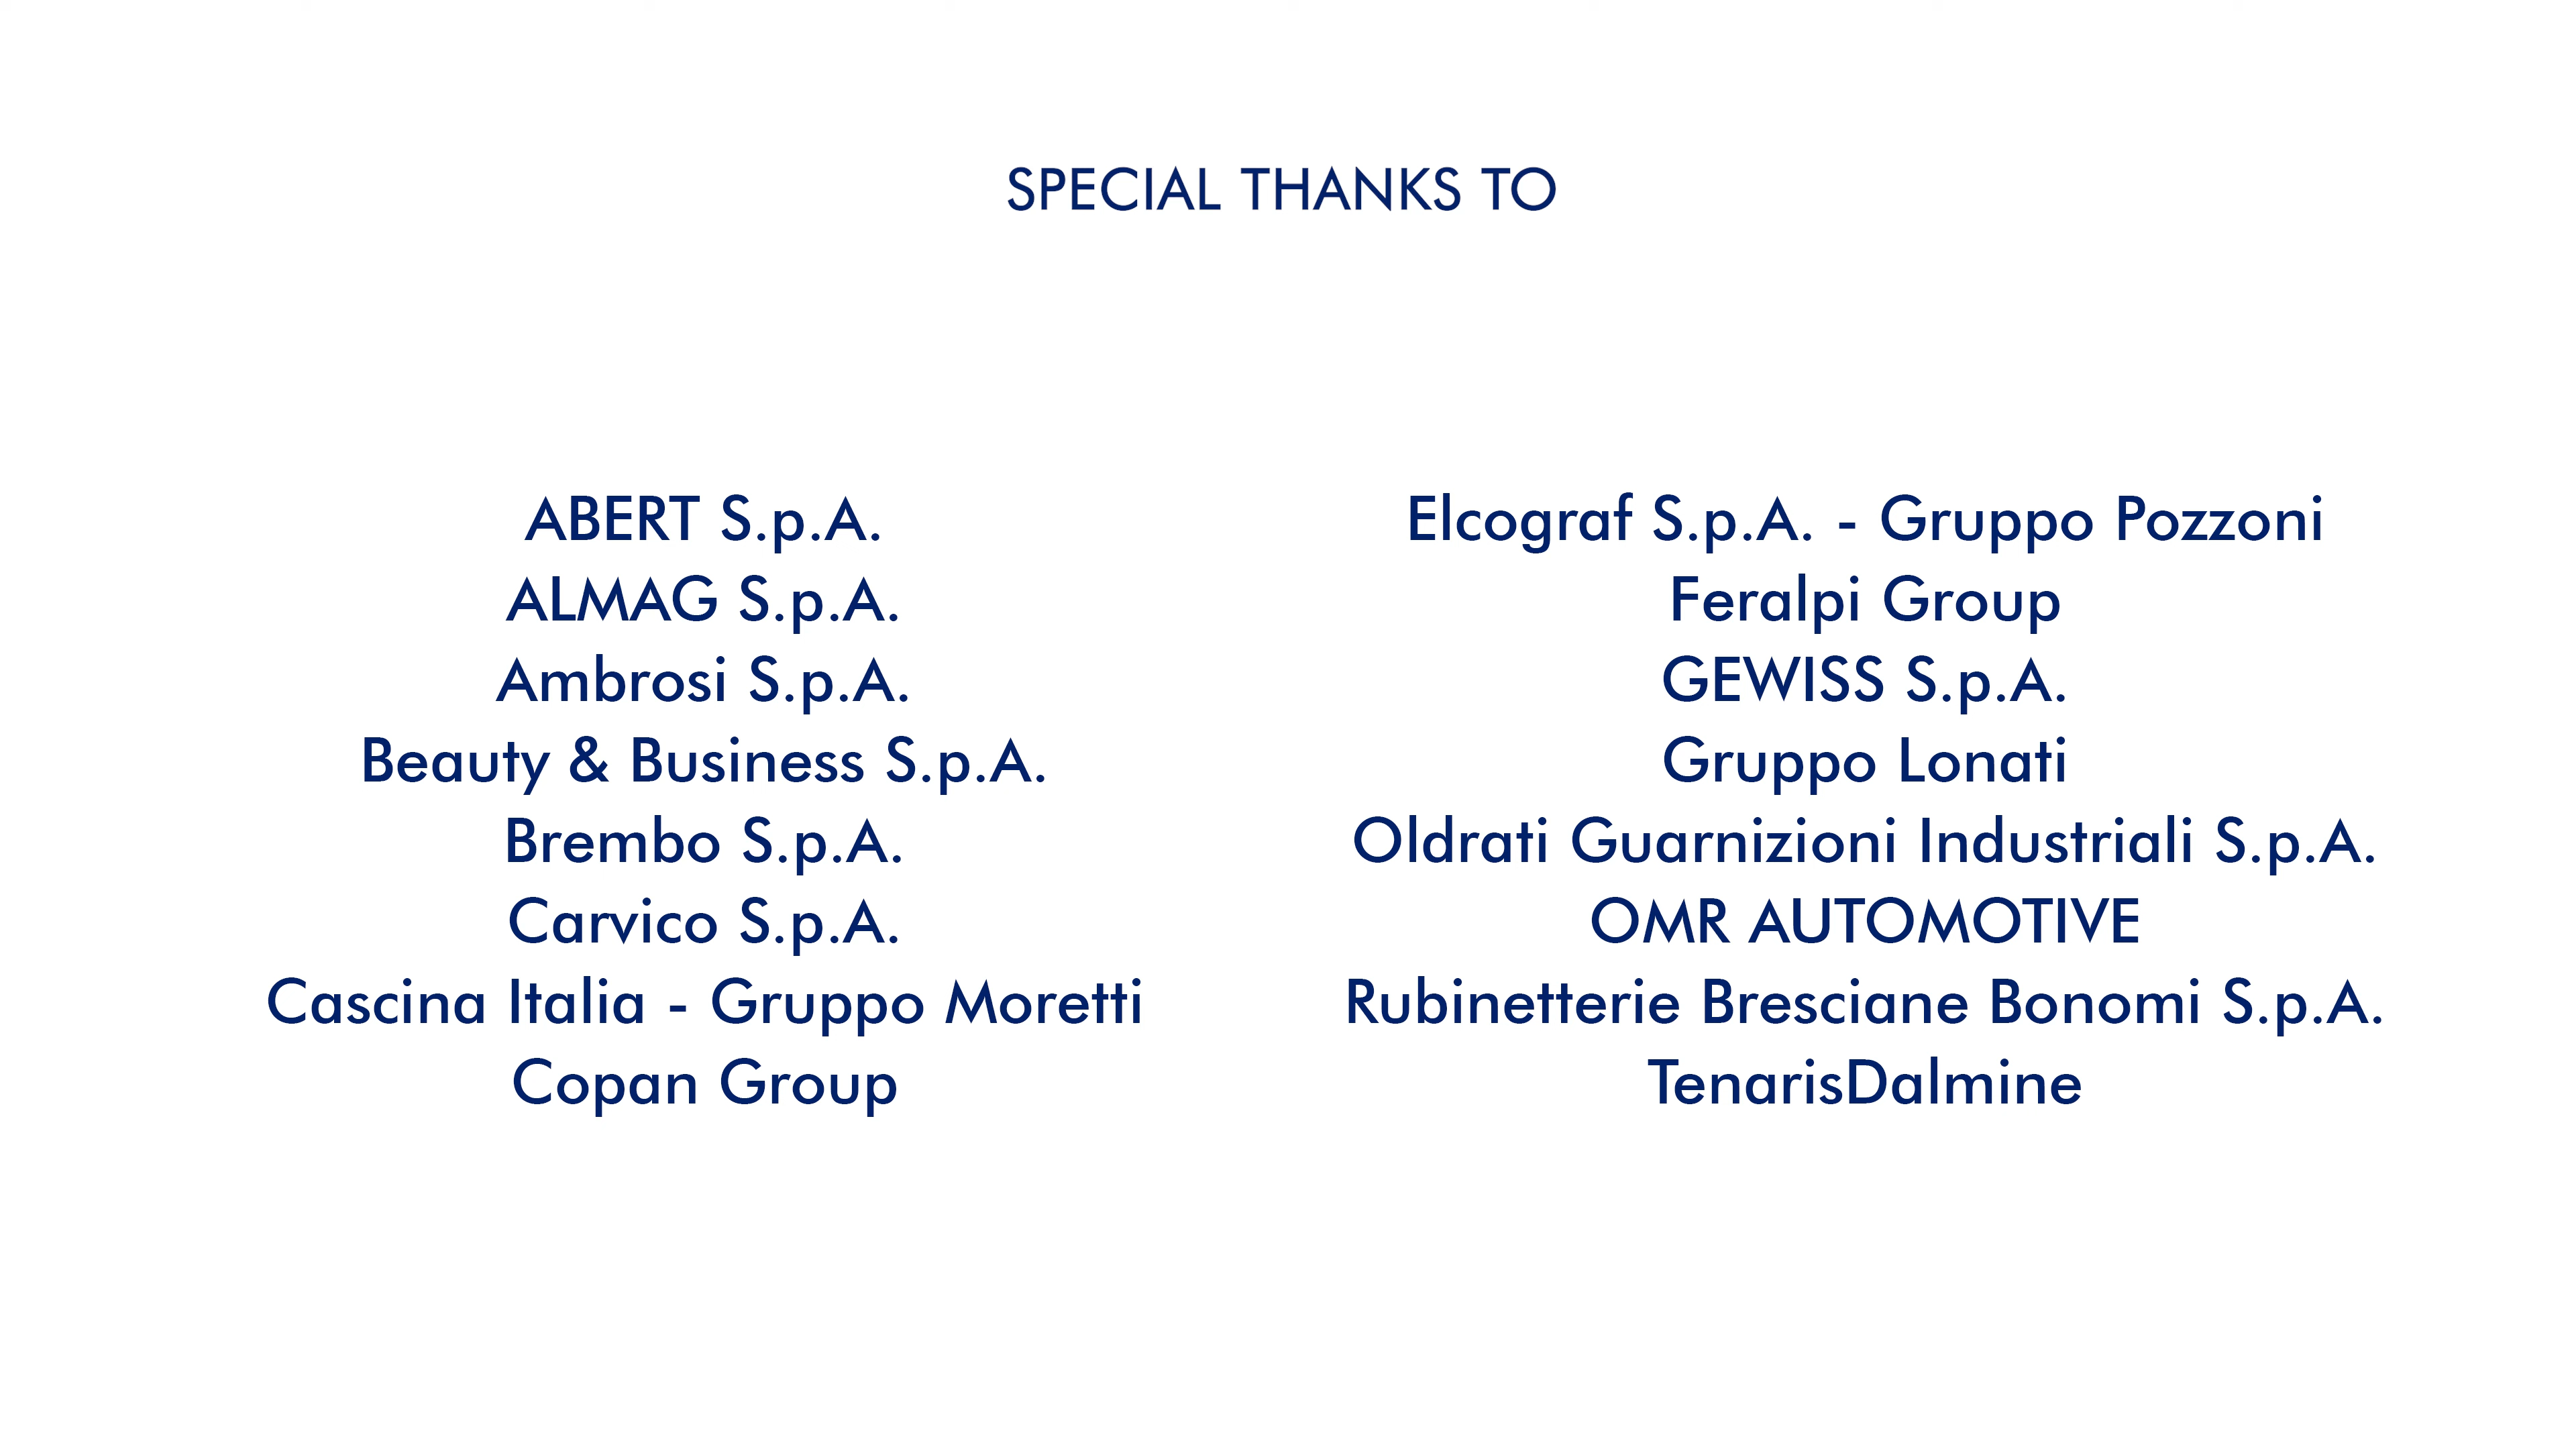 SPECIAL THANKS TO
ABERT S.p.A.
ALMAG S.p.A.
Ambrosi S.p.A.
Beauty & Business S.p.A.
Brembo S.p.A.
Carvico S.p.A.
Cascina Italia - Gruppo Moretti
Copan Group
Elcograf S.p.A. - Gruppo Pozzoni
Feralpi Group
GEWISS S.p.A.
Gruppo Lonati
Oldrati Guarnizioni Industriali S.p.A.
OMR AUTOMOTIVE
Rubinetterie Bresciane Bonomi S.p.A.
TenarisDalmine